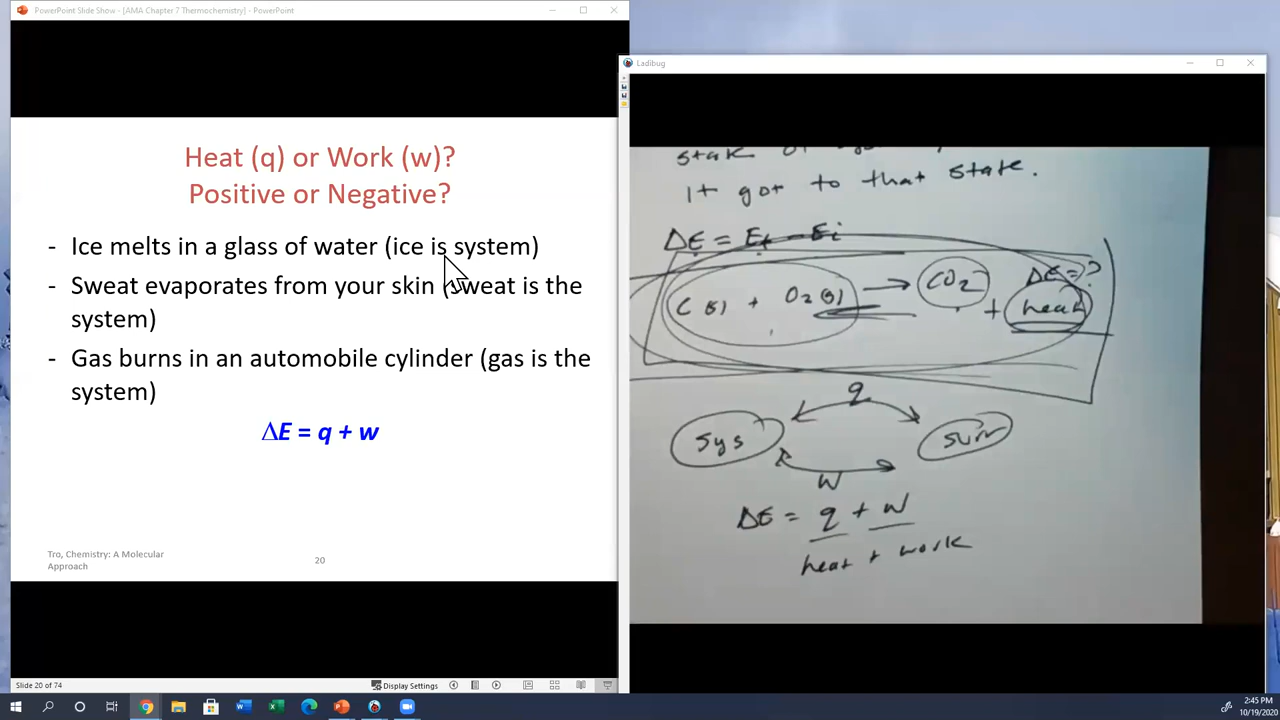 PowerPoint Slide Show - [AMA Chapter 7 Thermochemistry] - PowerPoint
Heat (q) or Work (w)?
Positive or Negative?
- Ice melts in a glass of water (ice is system)
- Sweat evaporates from your skin (sweat is the
system)
- Gas burns in an automobile cylinder (gas is the
system)
ΔE = q + w
Tro, Chemistry: A Molecular
Approach
20
Slide 20 of 74
Display Settings
Ladibug
state of
it got to that state.
ΔE = Ef - Ei
ΔE = ?
C(s) + O2(g) → CO2 + heat
q
sys
surr
w
ΔE = q + w
heat + work
2:45 PM
10/19/2020